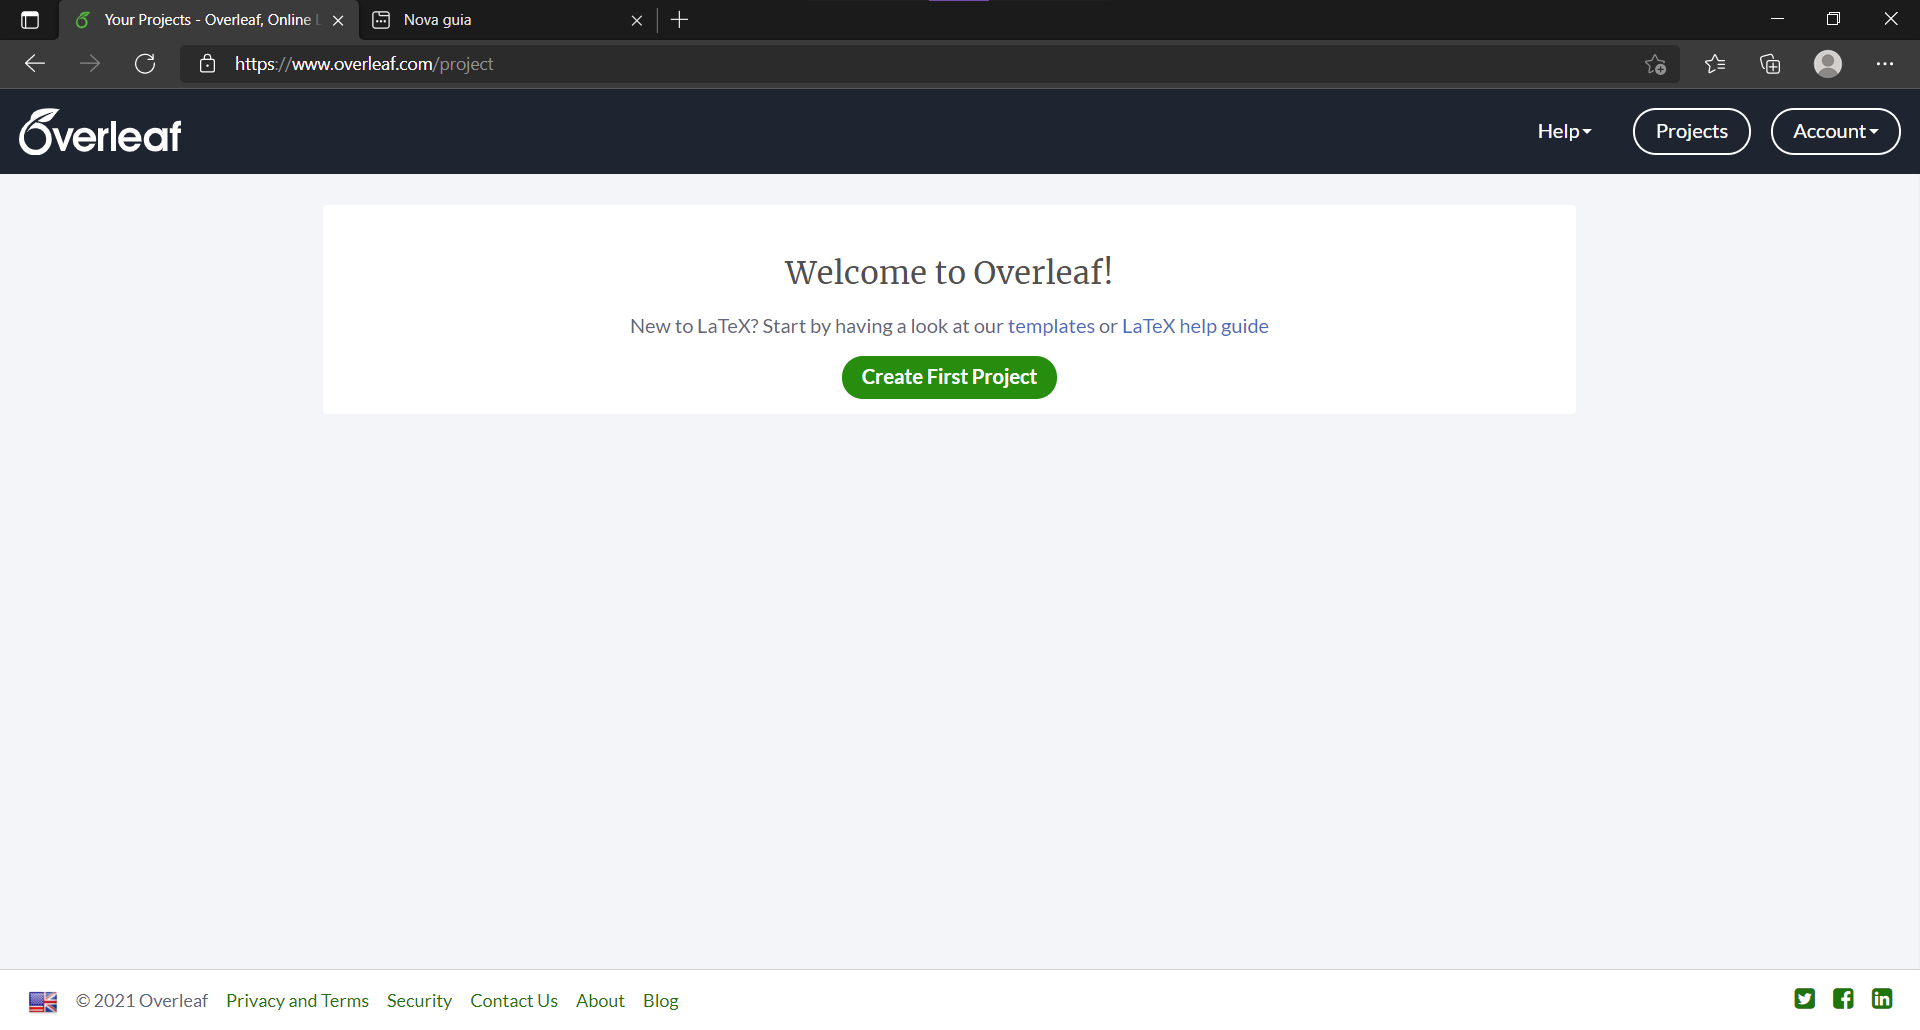 Your Projects - Overleaf, Online
Nova guia
https://www.overleaf.com/project
Overleaf
Help
Projects
Account
Welcome to Overleaf!
New to LaTeX? Start by having a look at our templates or LaTeX help guide
Create First Project
© 2021 Overleaf Privacy and Terms Security Contact Us About Blog